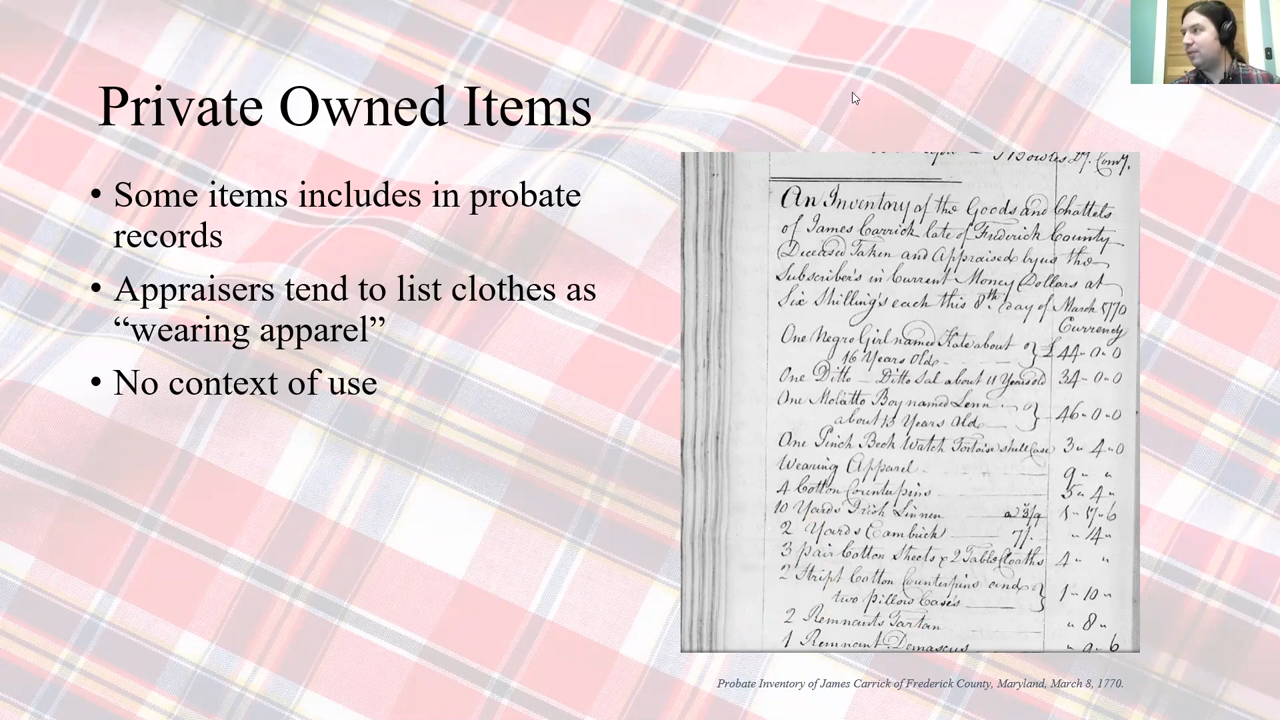 Private Owned Items
• Some items includes in probate
records
• Appraisers tend to list clothes as
“wearing apparel”
• No context of use
An Inventory of the Goods and Chattels
of James Carrick late of Frederick County
Deceased Taken and Appraised by us the
Subscriber's in Current Money Dollars at
Six Shilling's each this 8th day of March 1770
Currency
One Negro Girl named Kate about
16 Years Old £44 " 0 " 0
One Ditto Ditto Sal about 11 Years old 34 " 0 " 0
One Molatto Boy named
about 13 Years Old 46 " 0 " 0
One Pinch Beck Watch Tortoise shell Case 3 " 4 " 0
Wearing Apparel 9 " "
4 Cotton Counterpins 5 " 4 "
10 Yards Linnen 1 " 17 " 6
2 Yards Cambrick 7/. " 14 "
3 pair Cotton Sheets & 2 Table Cloaths 4 " "
2 Stript Cotton Counterpins and
two Pillow Case's 1 " 10 "
2 Remnants Tartan " 8 "
1 Remnant Demascus
Probate Inventory of James Carrick of Frederick County, Maryland, March 8, 1770.